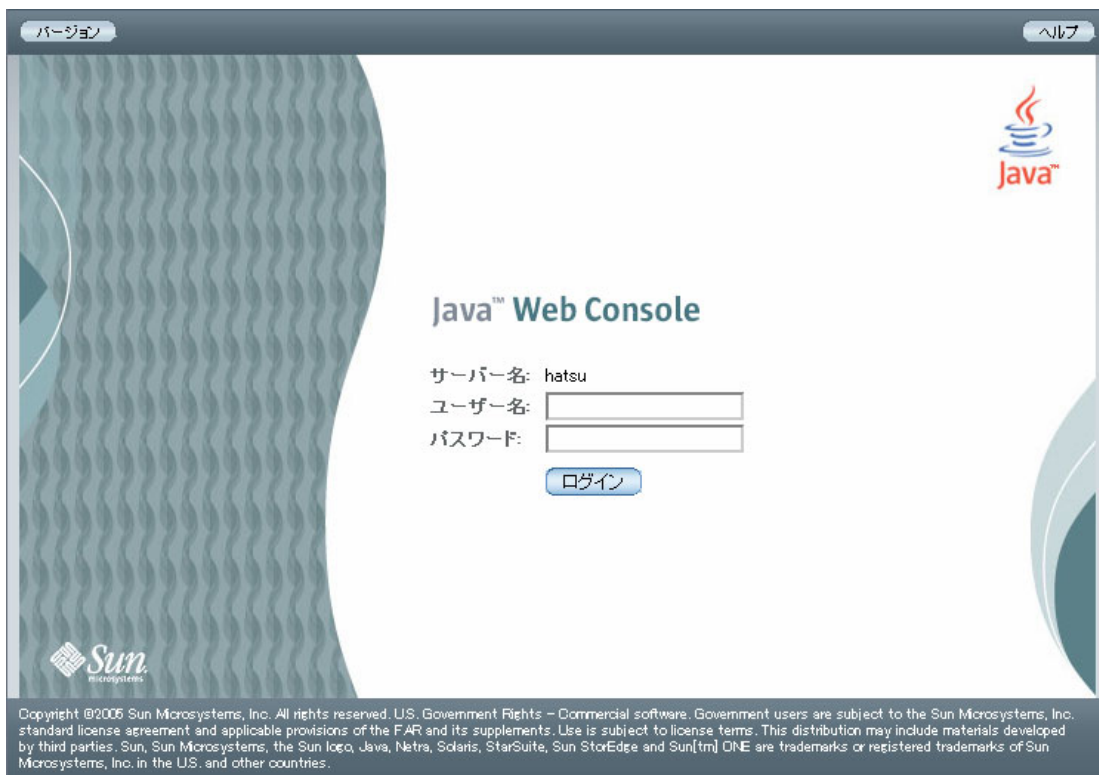 バージョン
ヘルプ
Java™
Java™ Web Console
サーバー名: hatsu
ユーザー名:
パスワード:
ログイン
Sun
microsystems
Copyright ©2005 Sun Microsystems, Inc. All rights reserved. U.S. Government Rights - Commercial software. Government users are subject to the Sun Microsystems, Inc.
standard license agreement and applicable provisions of the FAR and its supplements. Use is subject to license terms. This distribution may include materials developed
by third parties. Sun, Sun Microsystems, the Sun logo, Java, Netra, Solaris, StarSuite, Sun StorEdge and Sun[tm] ONE are trademarks or registered trademarks of Sun
Microsystems, Inc. in the U.S. and other countries.